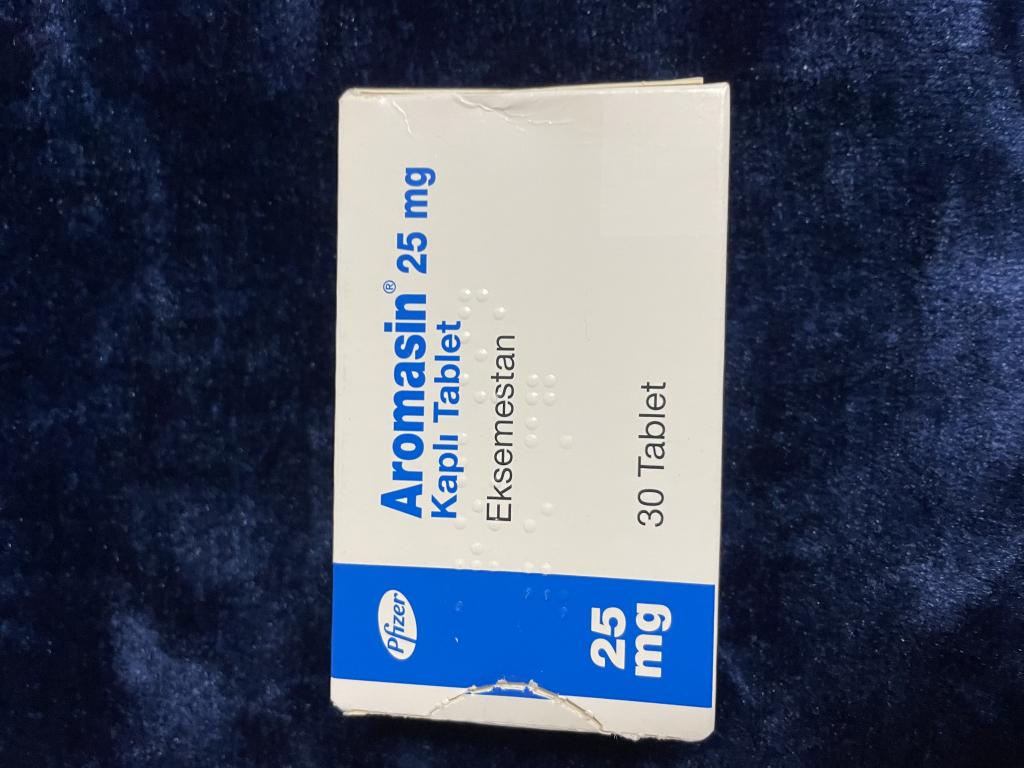 Aromasin® 25 mg
Kaplı Tablet
Eksemestan
30 Tablet
Pfizer
25
mg